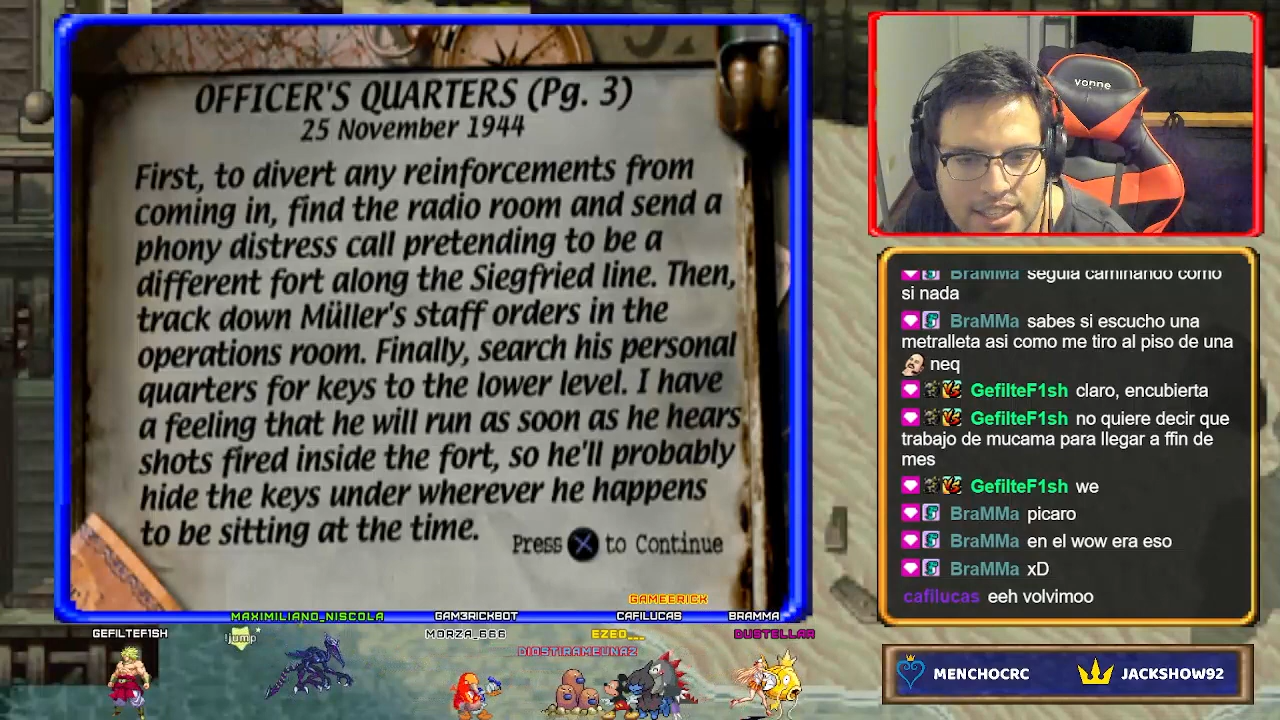 OFFICER'S QUARTERS (Pg. 3)
25 November 1944
First, to divert any reinforcements from
coming in, find the radio room and send a
phony distress call pretending to be a
different fort along the Siegfried line. Then,
track down Müller's staff orders in the
operations room. Finally, search his personal
quarters for keys to the lower level. I have
a feeling that he will run as soon as he hears
shots fired inside the fort, so he'll probably
hide the keys under wherever he happens
to be sitting at the time.
Press X to Continue
vonne
BraMMa seguia caminando como
si nada
BraMMa sabes si escucho una
metralleta asi como me tiro al piso de una
neq
GefilteF1sh claro, encubierta
GefilteF1sh no quiere decir que
trabajo de mucama para llegar a ffin de
mes
GefilteF1sh we
BraMMa picaro
BraMMa en el wow era eso
BraMMa xD
cafilucas eeh volvimoo
GAMEERICK
MAXIMILIANO_NISCOLA
GAM3RICKBOT
CAFILUCAS
BRAMMA
GEFILTEF1SH
!jump
MORZA_666
EZEO___
DUSTELLAR
DIOSTIRAMEUNAZ
MENCHOCRC
JACKSHOW92